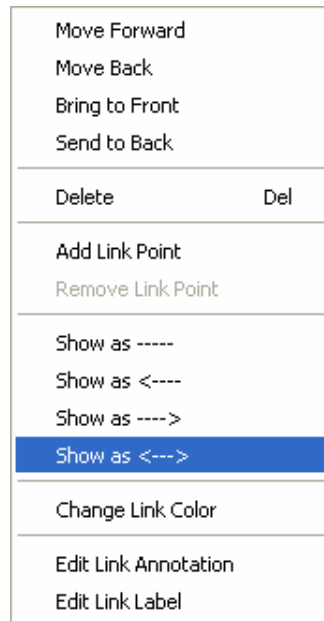 Move Forward
Move Back
Bring to Front
Send to Back
Delete Del
Add Link Point
Remove Link Point
Show as -----
Show as <----
Show as ---->
Show as <--->
Change Link Color
Edit Link Annotation
Edit Link Label